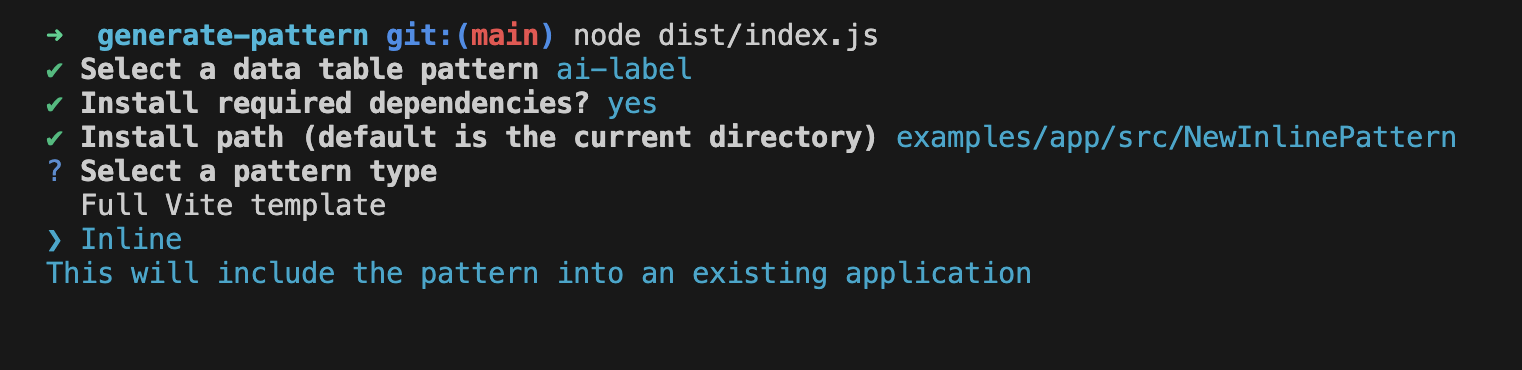 ➜  generate-pattern git:(main) node dist/index.js
✔ Select a data table pattern ai-label
✔ Install required dependencies? yes
✔ Install path (default is the current directory) examples/app/src/NewInlinePattern
? Select a pattern type
  Full Vite template
❯ Inline
This will include the pattern into an existing application